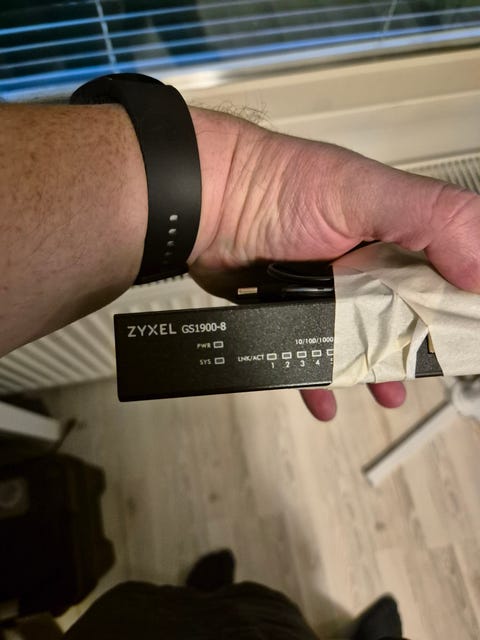 ZYXEL GS1900-8
PWR
10/100/1000
SYS
LNK/ACT
1 2 3 4